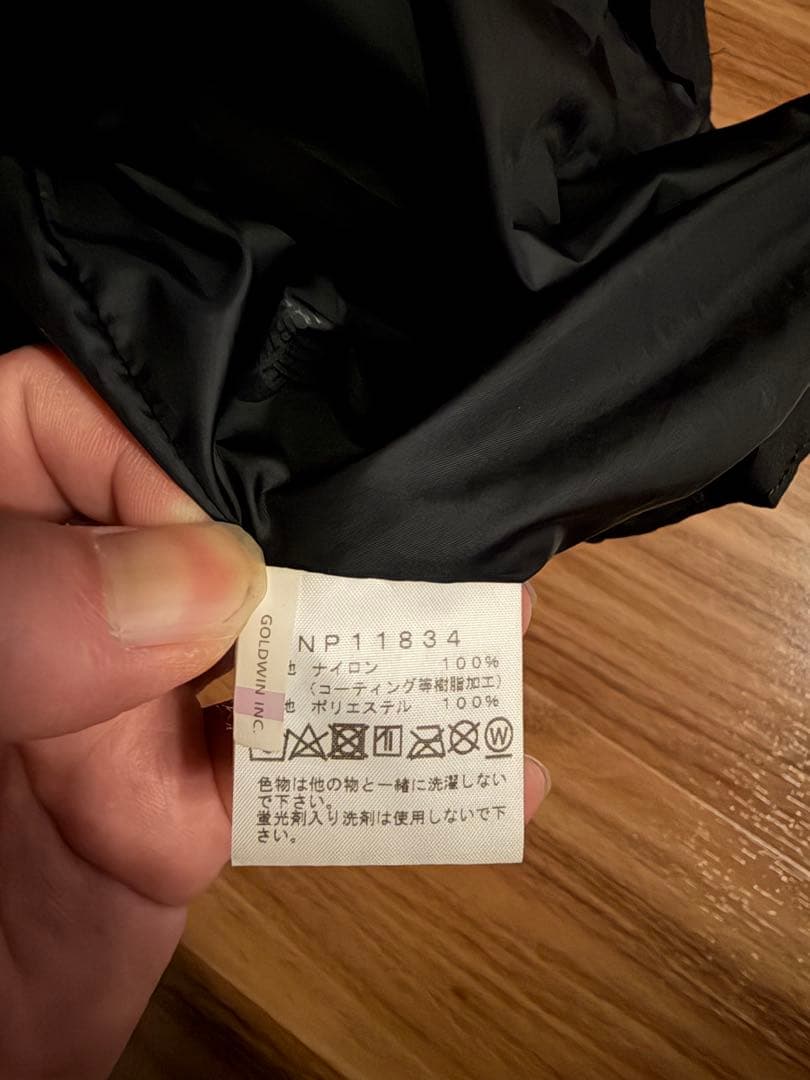 GOLDWIN INC.
NP11834
地 ナイロン 100%
(コーティング等樹脂加工)
地 ポリエステル 100%
W
色物は他の物と一緒に洗濯しない
で下さい。
蛍光剤入り洗剤は使用しないで下
さい。